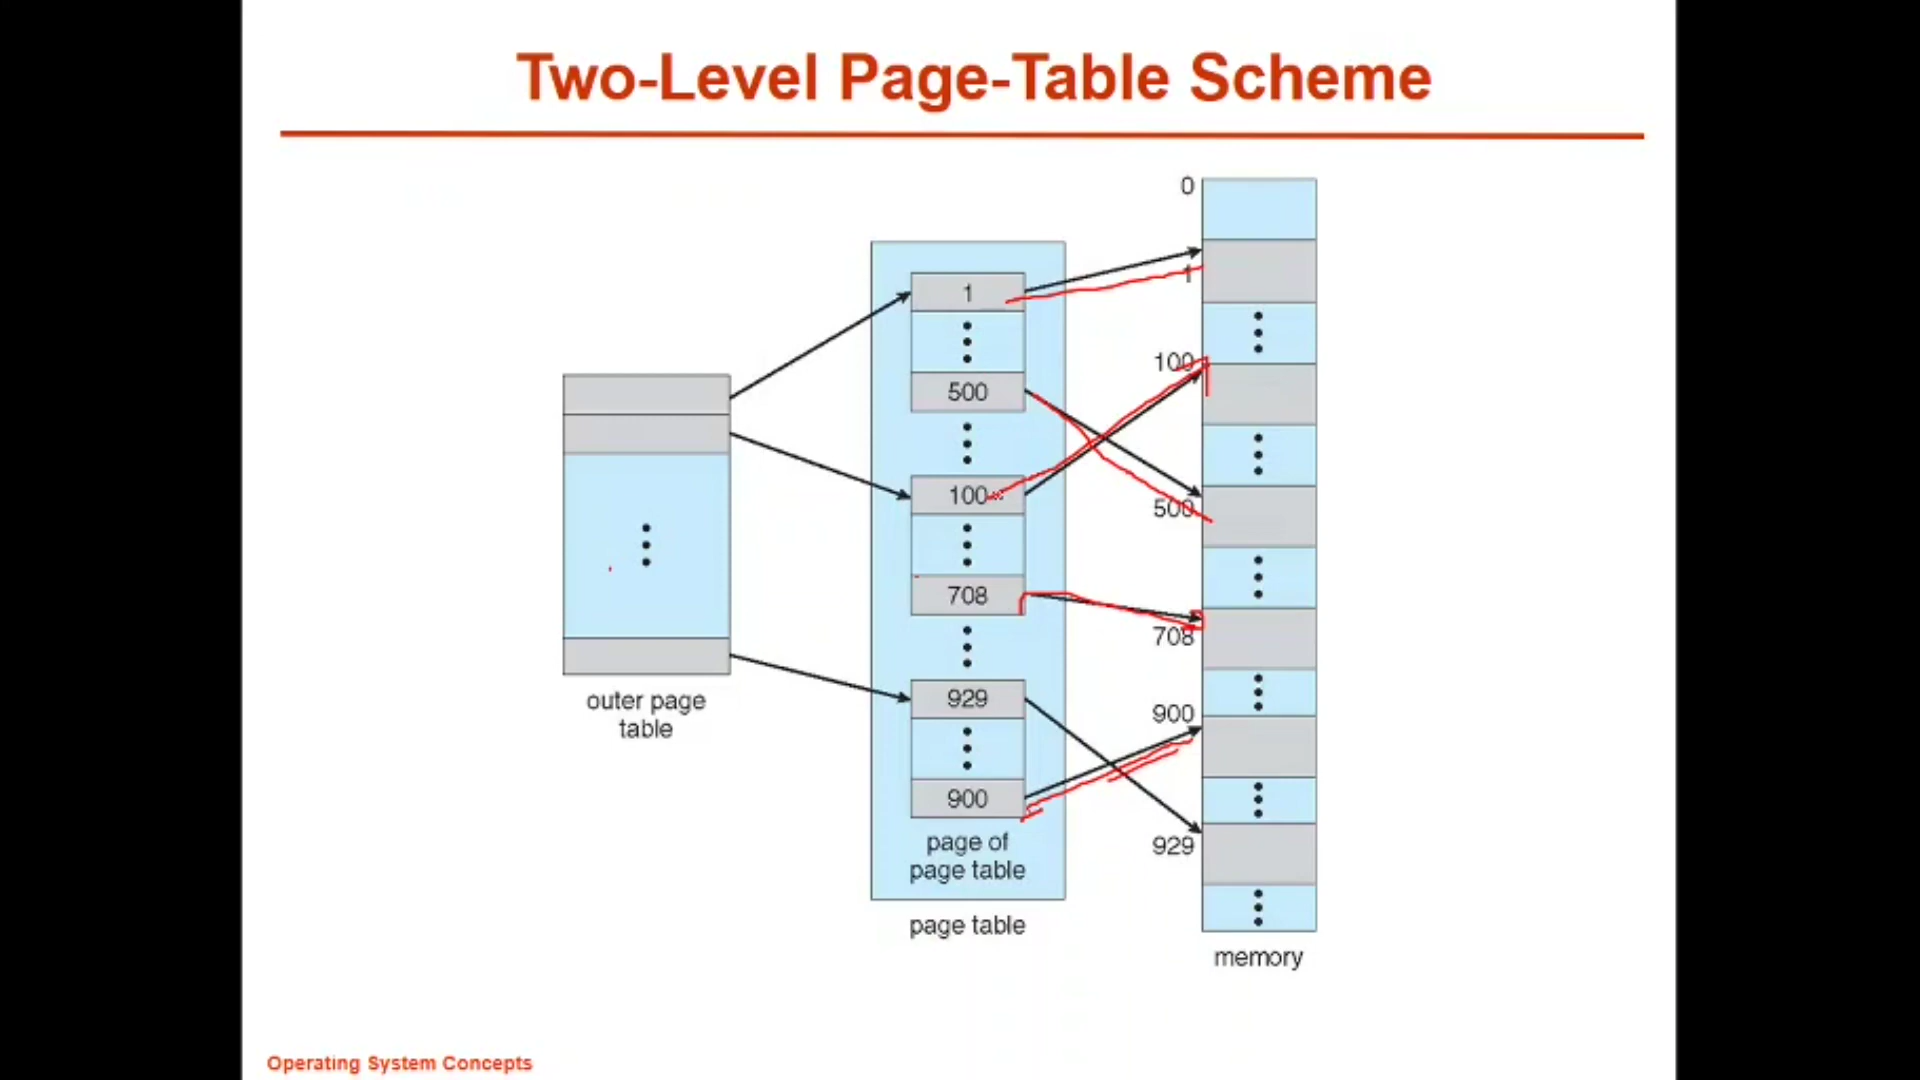 Two-Level Page-Table Scheme
0
1
1
100
500
500
100
708
708
929
900
900
929
outer page
table
page of
page table
page table
memory
Operating System Concepts